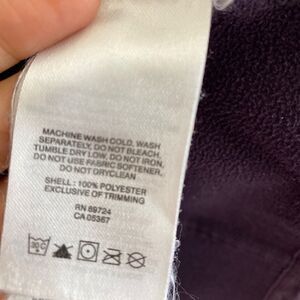 MACHINE WASH COLD, WASH
SEPARATELY, DO NOT BLEACH,
TUMBLE DRY LOW, DO NOT IRON,
DO NOT USE FABRIC SOFTENER,
DO NOT DRYCLEAN
SHELL: 100% POLYESTER
EXCLUSIVE OF TRIMMING
RN 89724
CA 05367
30C